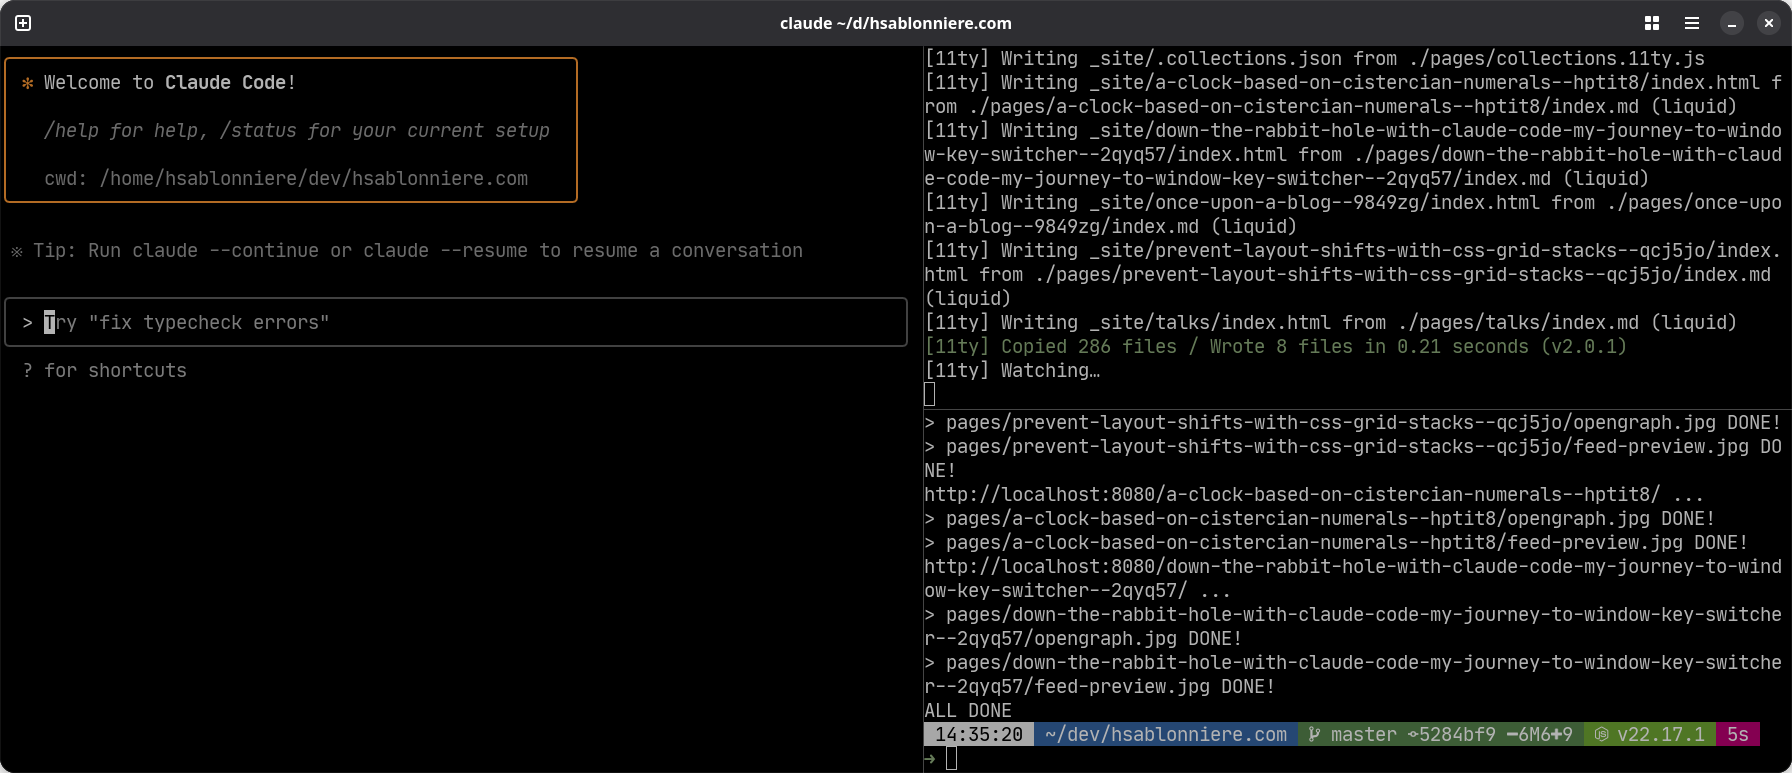 claude ~/d/hsablonniere.com
✻ Welcome to Claude Code!
/help for help, /status for your current setup
cwd: /home/hsablonniere/dev/hsablonniere.com
※ Tip: Run claude --continue or claude --resume to resume a conversation
> Try "fix typecheck errors"
? for shortcuts
[11ty] Writing _site/.collections.json from ./pages/collections.11ty.js
[11ty] Writing _site/a-clock-based-on-cistercian-numerals--hptit8/index.html f
rom ./pages/a-clock-based-on-cistercian-numerals--hptit8/index.md (liquid)
[11ty] Writing _site/down-the-rabbit-hole-with-claude-code-my-journey-to-windo
w-key-switcher--2qyq57/index.html from ./pages/down-the-rabbit-hole-with-claud
e-code-my-journey-to-window-key-switcher--2qyq57/index.md (liquid)
[11ty] Writing _site/once-upon-a-blog--9849zg/index.html from ./pages/once-upo
n-a-blog--9849zg/index.md (liquid)
[11ty] Writing _site/prevent-layout-shifts-with-css-grid-stacks--qcj5jo/index.
html from ./pages/prevent-layout-shifts-with-css-grid-stacks--qcj5jo/index.md
(liquid)
[11ty] Writing _site/talks/index.html from ./pages/talks/index.md (liquid)
[11ty] Copied 286 files / Wrote 8 files in 0.21 seconds (v2.0.1)
[11ty] Watching…
> pages/prevent-layout-shifts-with-css-grid-stacks--qcj5jo/opengraph.jpg DONE!
> pages/prevent-layout-shifts-with-css-grid-stacks--qcj5jo/feed-preview.jpg DO
NE!
http://localhost:8080/a-clock-based-on-cistercian-numerals--hptit8/ ...
> pages/a-clock-based-on-cistercian-numerals--hptit8/opengraph.jpg DONE!
> pages/a-clock-based-on-cistercian-numerals--hptit8/feed-preview.jpg DONE!
http://localhost:8080/down-the-rabbit-hole-with-claude-code-my-journey-to-wind
ow-key-switcher--2qyq57/ ...
> pages/down-the-rabbit-hole-with-claude-code-my-journey-to-window-key-switche
r--2qyq57/opengraph.jpg DONE!
> pages/down-the-rabbit-hole-with-claude-code-my-journey-to-window-key-switche
r--2qyq57/feed-preview.jpg DONE!
ALL DONE
14:35:20 ~/dev/hsablonniere.com master 5284bf9 −6M6+9 v22.17.1 5s
→